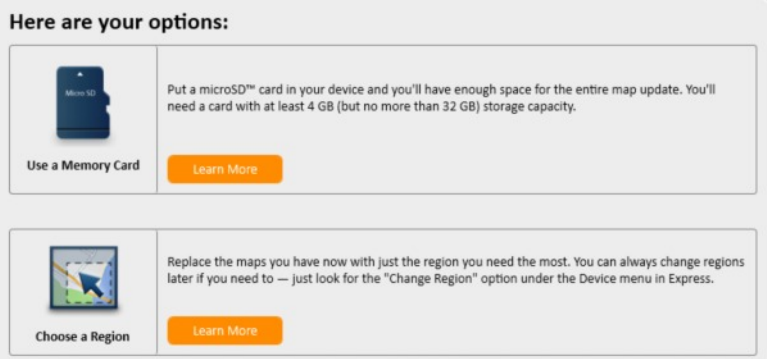 Here are your options:
Micro SD
Put a microSD™ card in your device and you'll have enough space for the entire map update. You'll
need a card with at least 4 GB (but no more than 32 GB) storage capacity.
Use a Memory Card
Learn More
Replace the maps you have now with just the region you need the most. You can always change regions
later if you need to — just look for the "Change Region" option under the Device menu in Express.
Choose a Region
Learn More